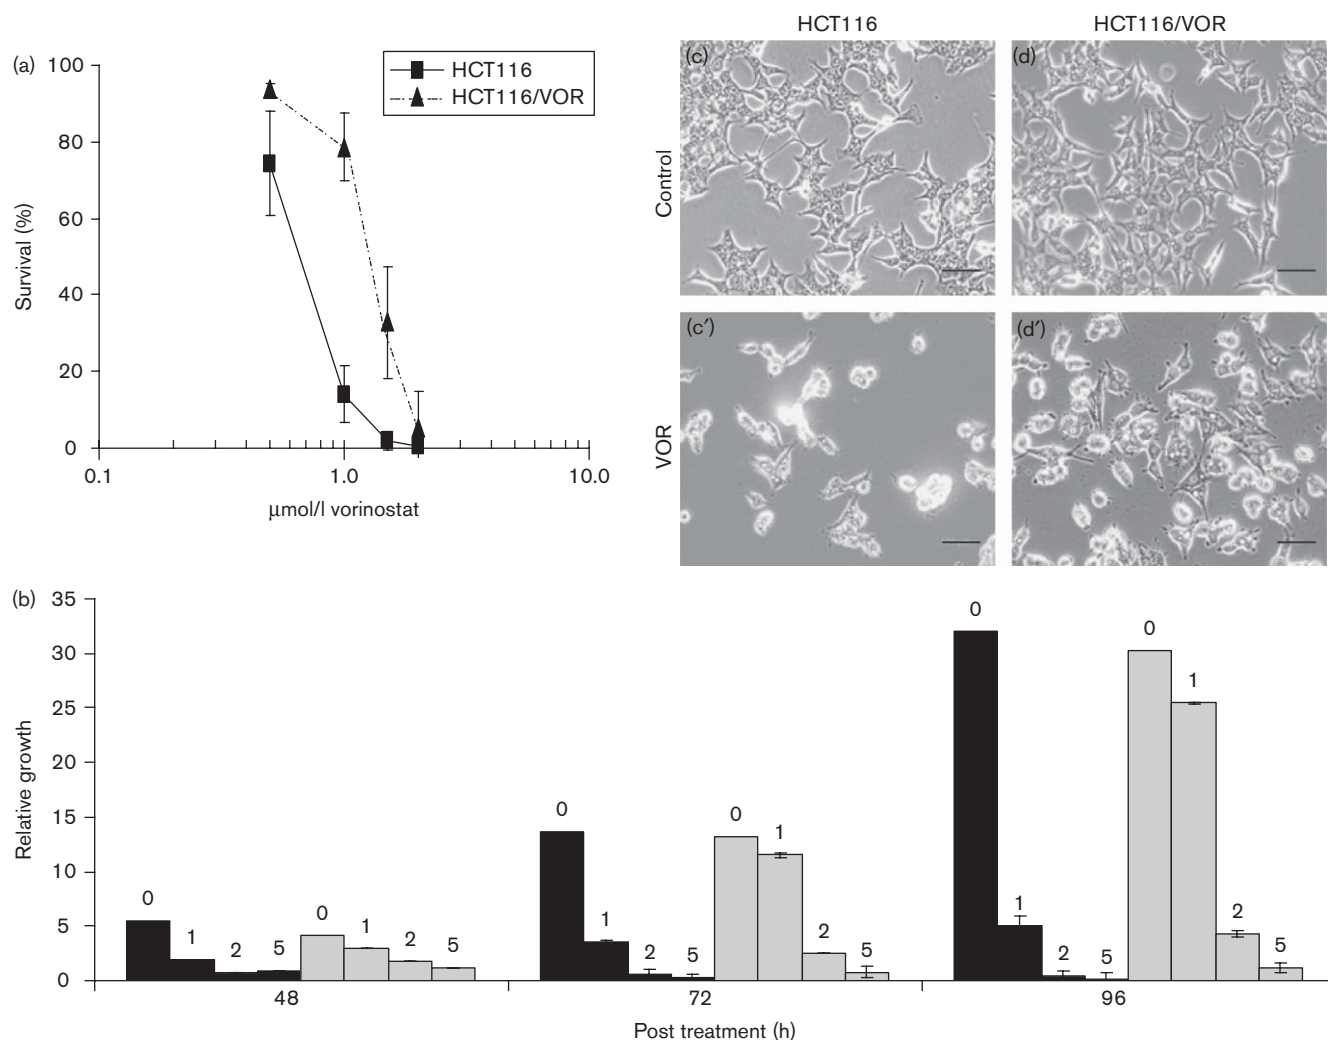 (a)
100
80
60
40
20
0
Survival (%)
0.1
1.0
10.0
μmol/l vorinostat
HCT116
HCT116/VOR
HCT116
HCT116/VOR
(c)
(d)
Control
(c′)
(d′)
VOR
(b)
35
30
25
20
15
10
5
0
Relative growth
0
1
2
5
0
1
2
5
0
1
2
5
0
1
2
5
0
1
2
5
0
1
2
5
48
72
96
Post treatment (h)